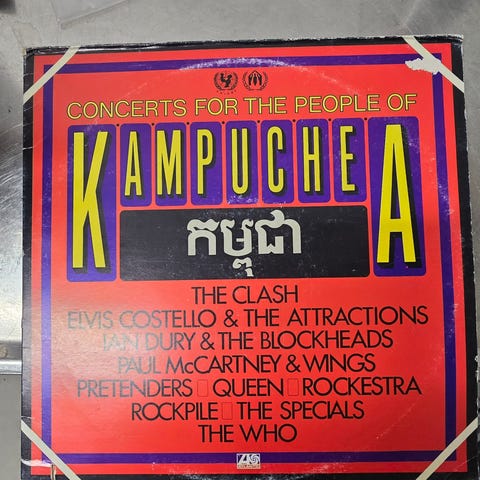 CONCERTS FOR THE PEOPLE OF
KAMPUCHEA
កម្ពុជា
THE CLASH
ELVIS COSTELLO & THE ATTRACTIONS
IAN DURY & THE BLOCKHEADS
PAUL McCARTNEY & WINGS
PRETENDERS QUEEN ROCKESTRA
ROCKPILE THE SPECIALS
THE WHO
ATLANTIC